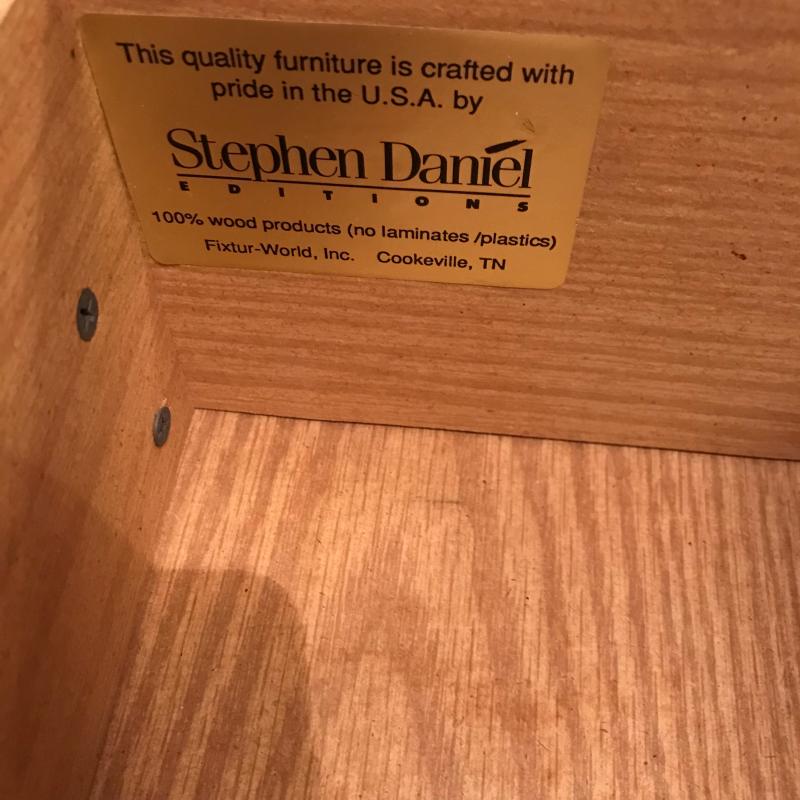 This quality furniture is crafted with
pride in the U.S.A. by
Stephen Daniel
EDITIONS
100% wood products (no laminates /plastics)
Fixtur-World, Inc. Cookeville, TN